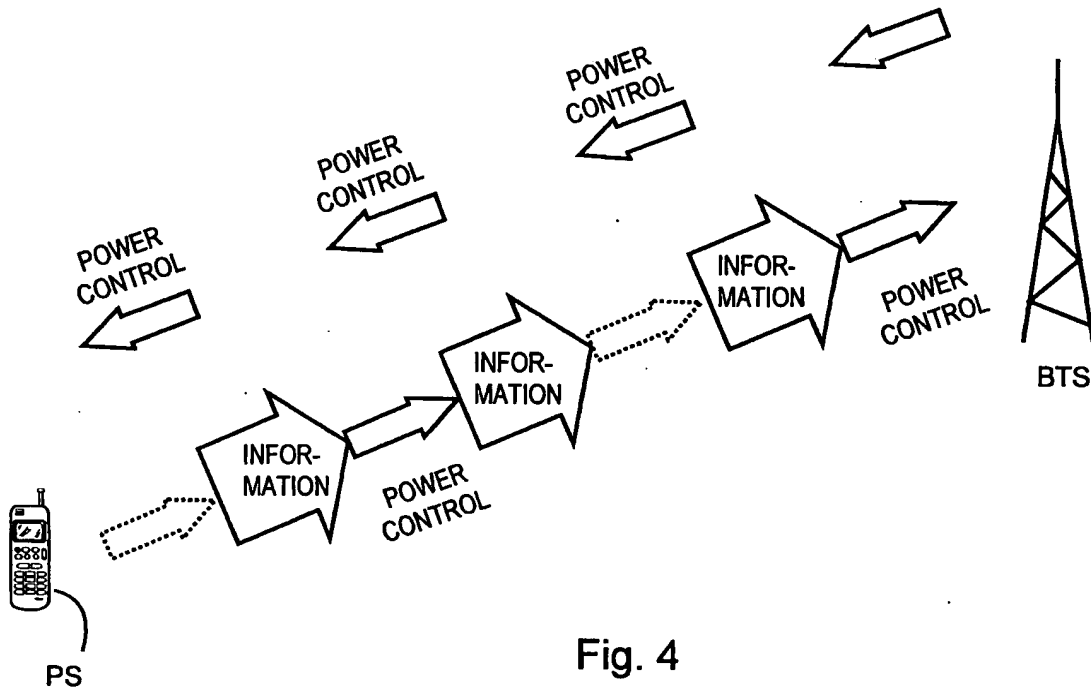 POWER
CONTROL
POWER
CONTROL
POWER
CONTROL
INFOR-
MATION
POWER
CONTROL
INFOR-
MATION
BTS
INFOR-
MATION
POWER
CONTROL
PS
Fig. 4